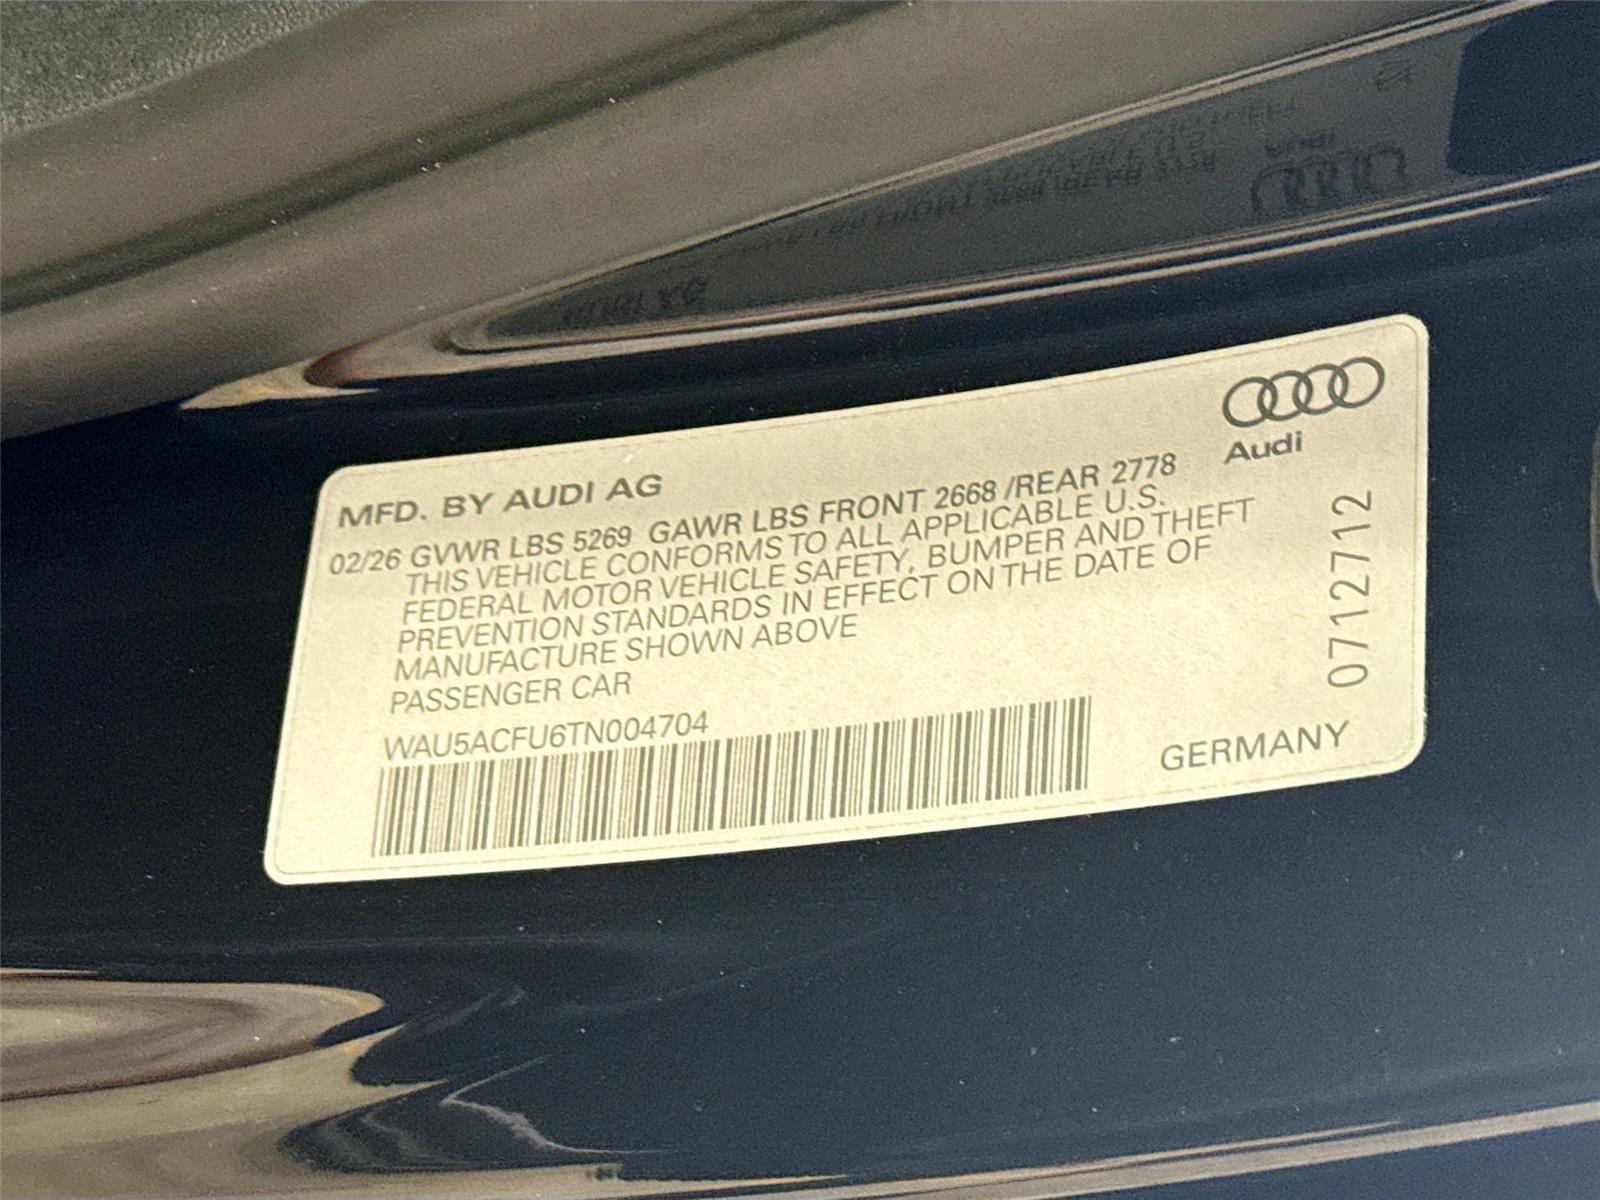 Audi
MFD. BY AUDI AG
02/26 GVWR LBS 5269 GAWR LBS FRONT 2668 /REAR 2778
THIS VEHICLE CONFORMS TO ALL APPLICABLE U.S.
FEDERAL MOTOR VEHICLE SAFETY, BUMPER AND THEFT
PREVENTION STANDARDS IN EFFECT ON THE DATE OF
MANUFACTURE SHOWN ABOVE
PASSENGER CAR
WAU5ACFU6TN004704
GERMANY
0712712